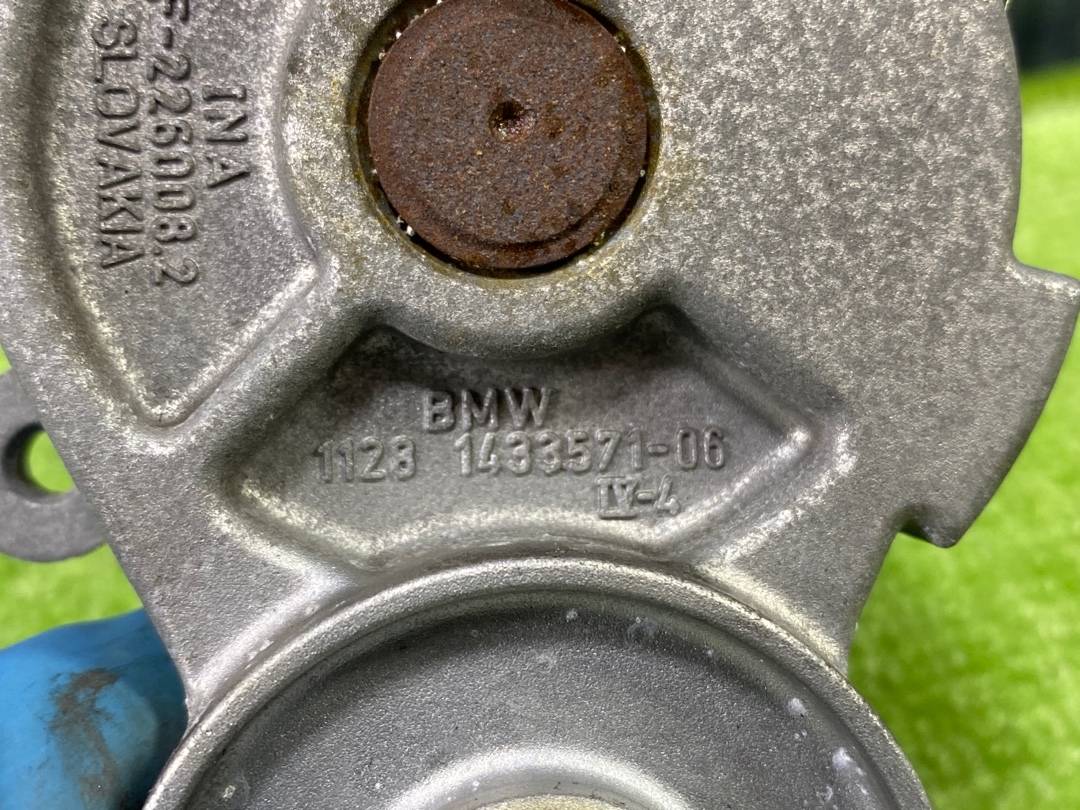 INA
F-226008.2
SLOVAKIA
BMW
1128 1433571-06
IV-4